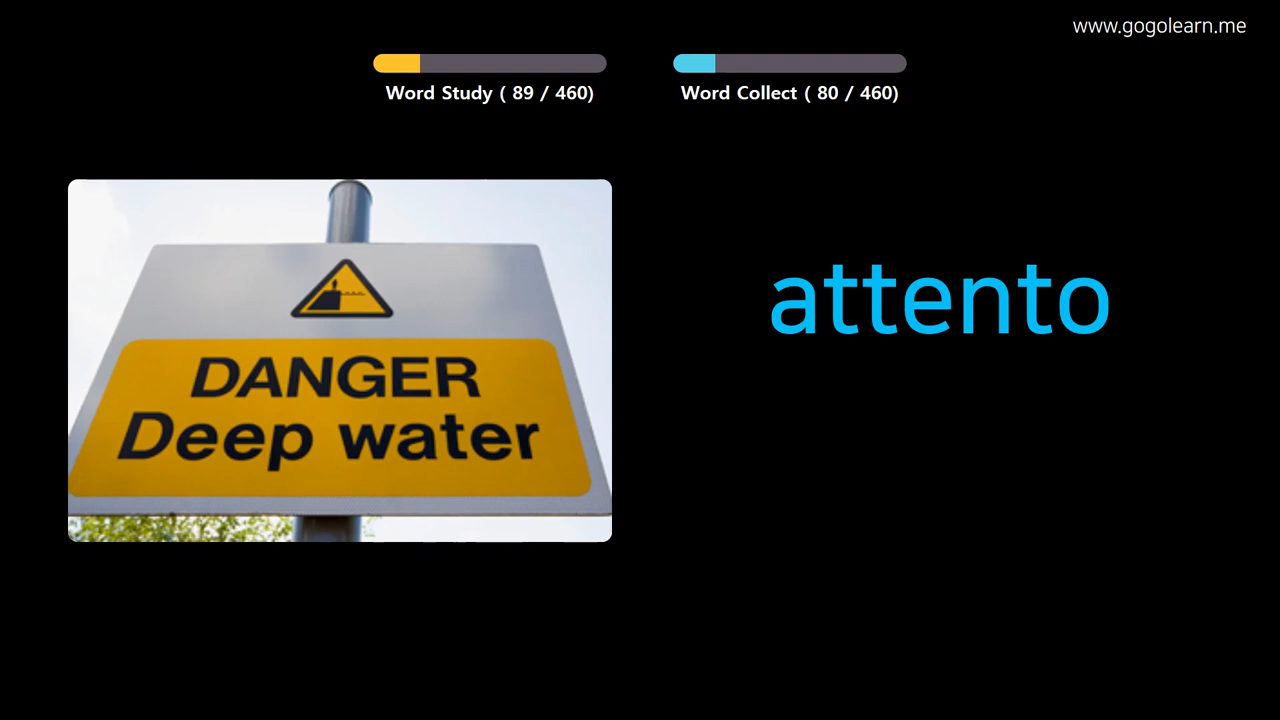 www.gogolearn.me
Word Study ( 89 / 460)
Word Collect ( 80 / 460)
attento
DANGER
Deep water